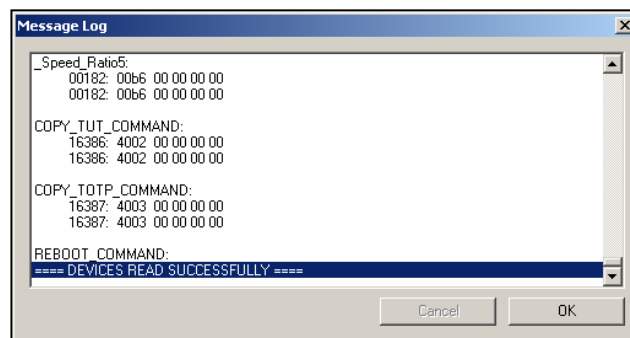 Message Log
_Speed_Ratio5:
00182: 00b6 00 00 00 00
00182: 00b6 00 00 00 00
COPY_TUT_COMMAND:
16386: 4002 00 00 00 00
16386: 4002 00 00 00 00
COPY_TOTP_COMMAND:
16387: 4003 00 00 00 00
16387: 4003 00 00 00 00
REBOOT_COMMAND:
==== DEVICES READ SUCCESSFULLY ====
Cancel OK